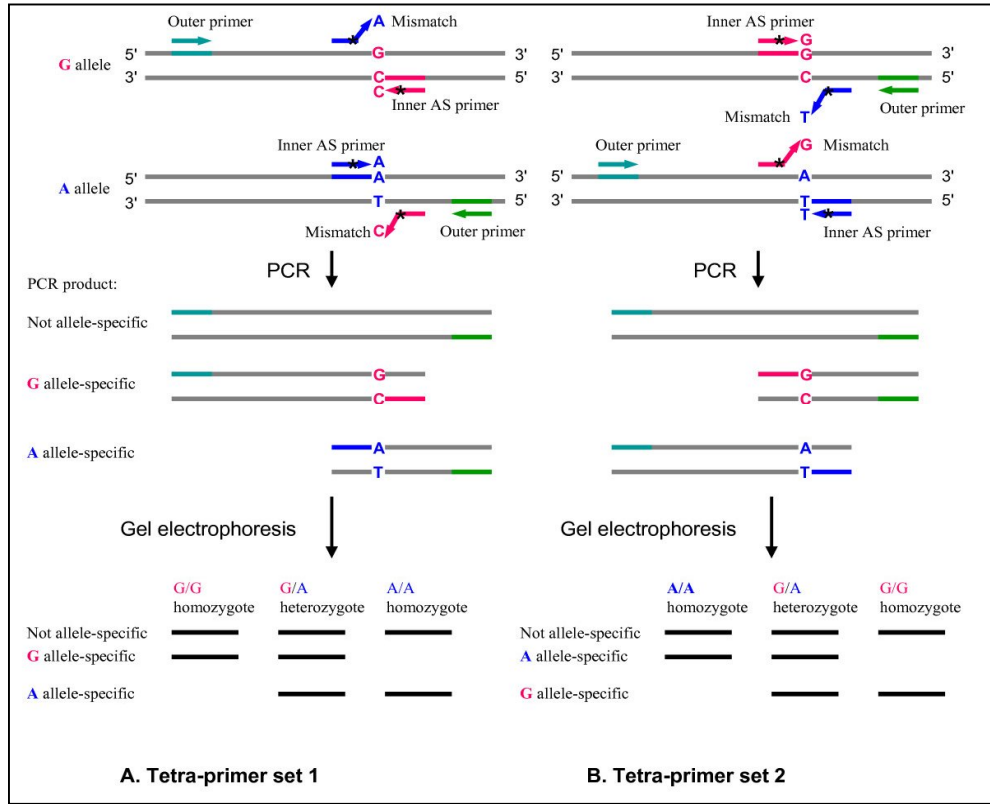 Outer primer
A Mismatch
5' G 3'
G allele
3' C 5'
C * Inner AS primer
Inner AS primer A
5' A 3'
A allele
3' T 5'
Mismatch C Outer primer
PCR
PCR product:
Not allele-specific
G allele-specific
G
C
A allele-specific
A
T
Gel electrophoresis
G/G G/A A/A
homozygote heterozygote homozygote
Not allele-specific
G allele-specific
A allele-specific
A. Tetra-primer set 1
Inner AS primer G
5' G 3'
3' C 5'
Outer primer
Mismatch T
G Mismatch
Outer primer
5' A 3'
3' T 5'
T * Inner AS primer
PCR
G
C
A
T
Gel electrophoresis
A/A G/A G/G
homozygote heterozygote homozygote
Not allele-specific
A allele-specific
G allele-specific
B. Tetra-primer set 2